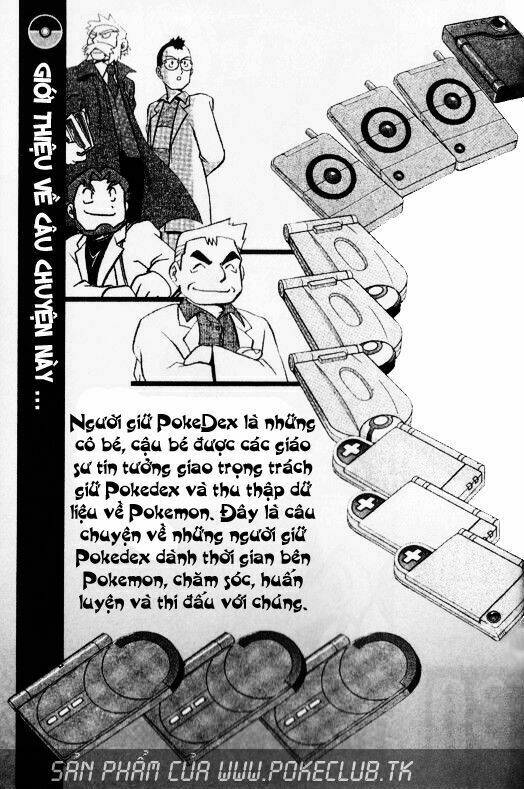 GIỚI THIỆU VỀ CÂU CHUYỆN NÀY ...
Người giữ PokeDex là những
cô bé, cậu bé được các giáo
sư tin tưởng giao trọng trách
giữ Pokedex và thu thập dữ
liệu về Pokemon. Đây là câu
chuyện về những người giữ
Pokedex dành thời gian bên
Pokemon, chăm sóc, huấn
luyện và thi đấu với chúng.
SẢN PHẨM CỦA WWW.POKECLUB.TK